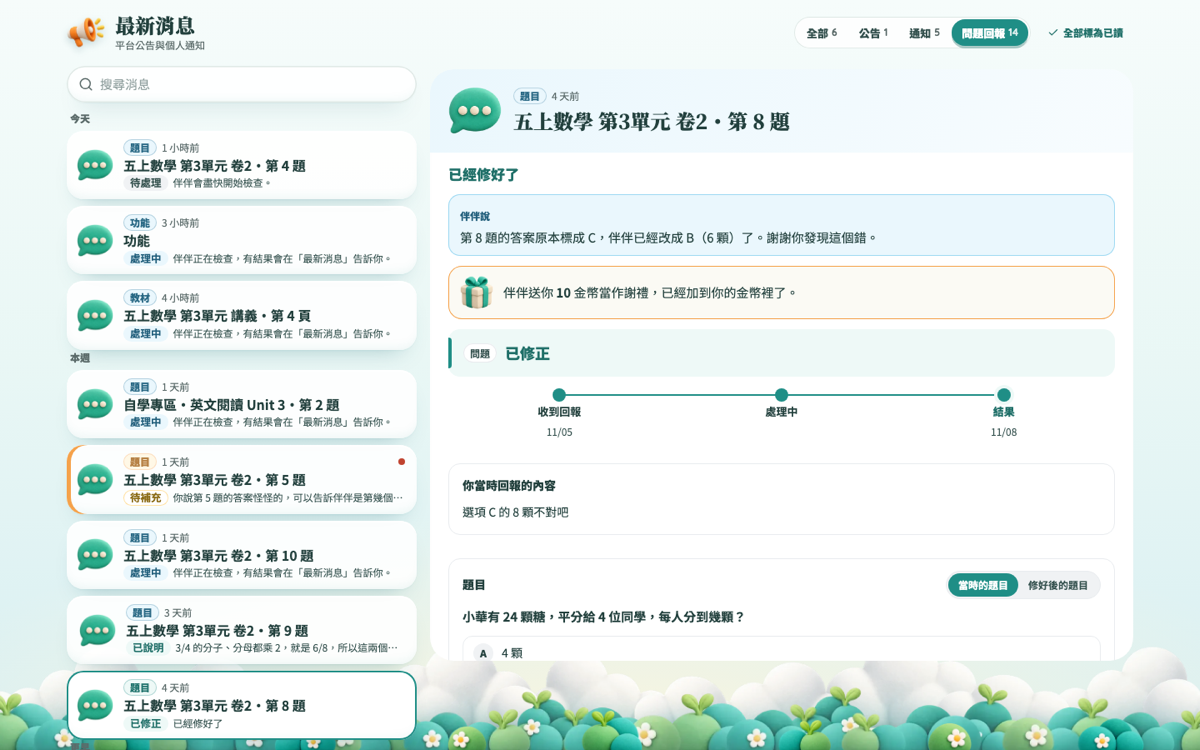 最新消息
平台公告與個人通知
全部 6
公告 1
通知 5
問題回報 14
全部標為已讀
搜尋消息
今天
題目 1 小時前
五上數學 第3單元 卷2・第 4 題
待處理 伴伴會盡快開始檢查。
功能 3 小時前
功能
處理中 伴伴正在檢查，有結果會在「最新消息」告訴你。
教材 4 小時前
五上數學 第3單元 講義・第 4 頁
處理中 伴伴正在檢查，有結果會在「最新消息」告訴你。
本週
題目 1 天前
自學專區・英文閱讀 Unit 3・第 2 題
處理中 伴伴正在檢查，有結果會在「最新消息」告訴你。
題目 1 天前
五上數學 第3單元 卷2・第 5 題
待補充 你說第 5 題的答案怪怪的，可以告訴伴伴是第幾個…
題目 1 天前
五上數學 第3單元 卷2・第 10 題
處理中 伴伴正在檢查，有結果會在「最新消息」告訴你。
題目 3 天前
五上數學 第3單元 卷2・第 9 題
已說明 3/4 的分子、分母都乘 2，就是 6/8，所以這兩個…
題目 4 天前
五上數學 第3單元 卷2・第 8 題
已修正 已經修好了
題目 4 天前
五上數學 第3單元 卷2・第 8 題
已經修好了
伴伴說
第 8 題的答案原本標成 C，伴伴已經改成 B（6 顆）了。謝謝你發現這個錯。
伴伴送你 10 金幣當作謝禮，已經加到你的金幣裡了。
問題 已修正
收到回報
處理中
結果
11/05
11/08
你當時回報的內容
選項 C 的 8 顆不對吧
題目
當時的題目
修好後的題目
小華有 24 顆糖，平分給 4 位同學，每人分到幾顆？
A 4 顆